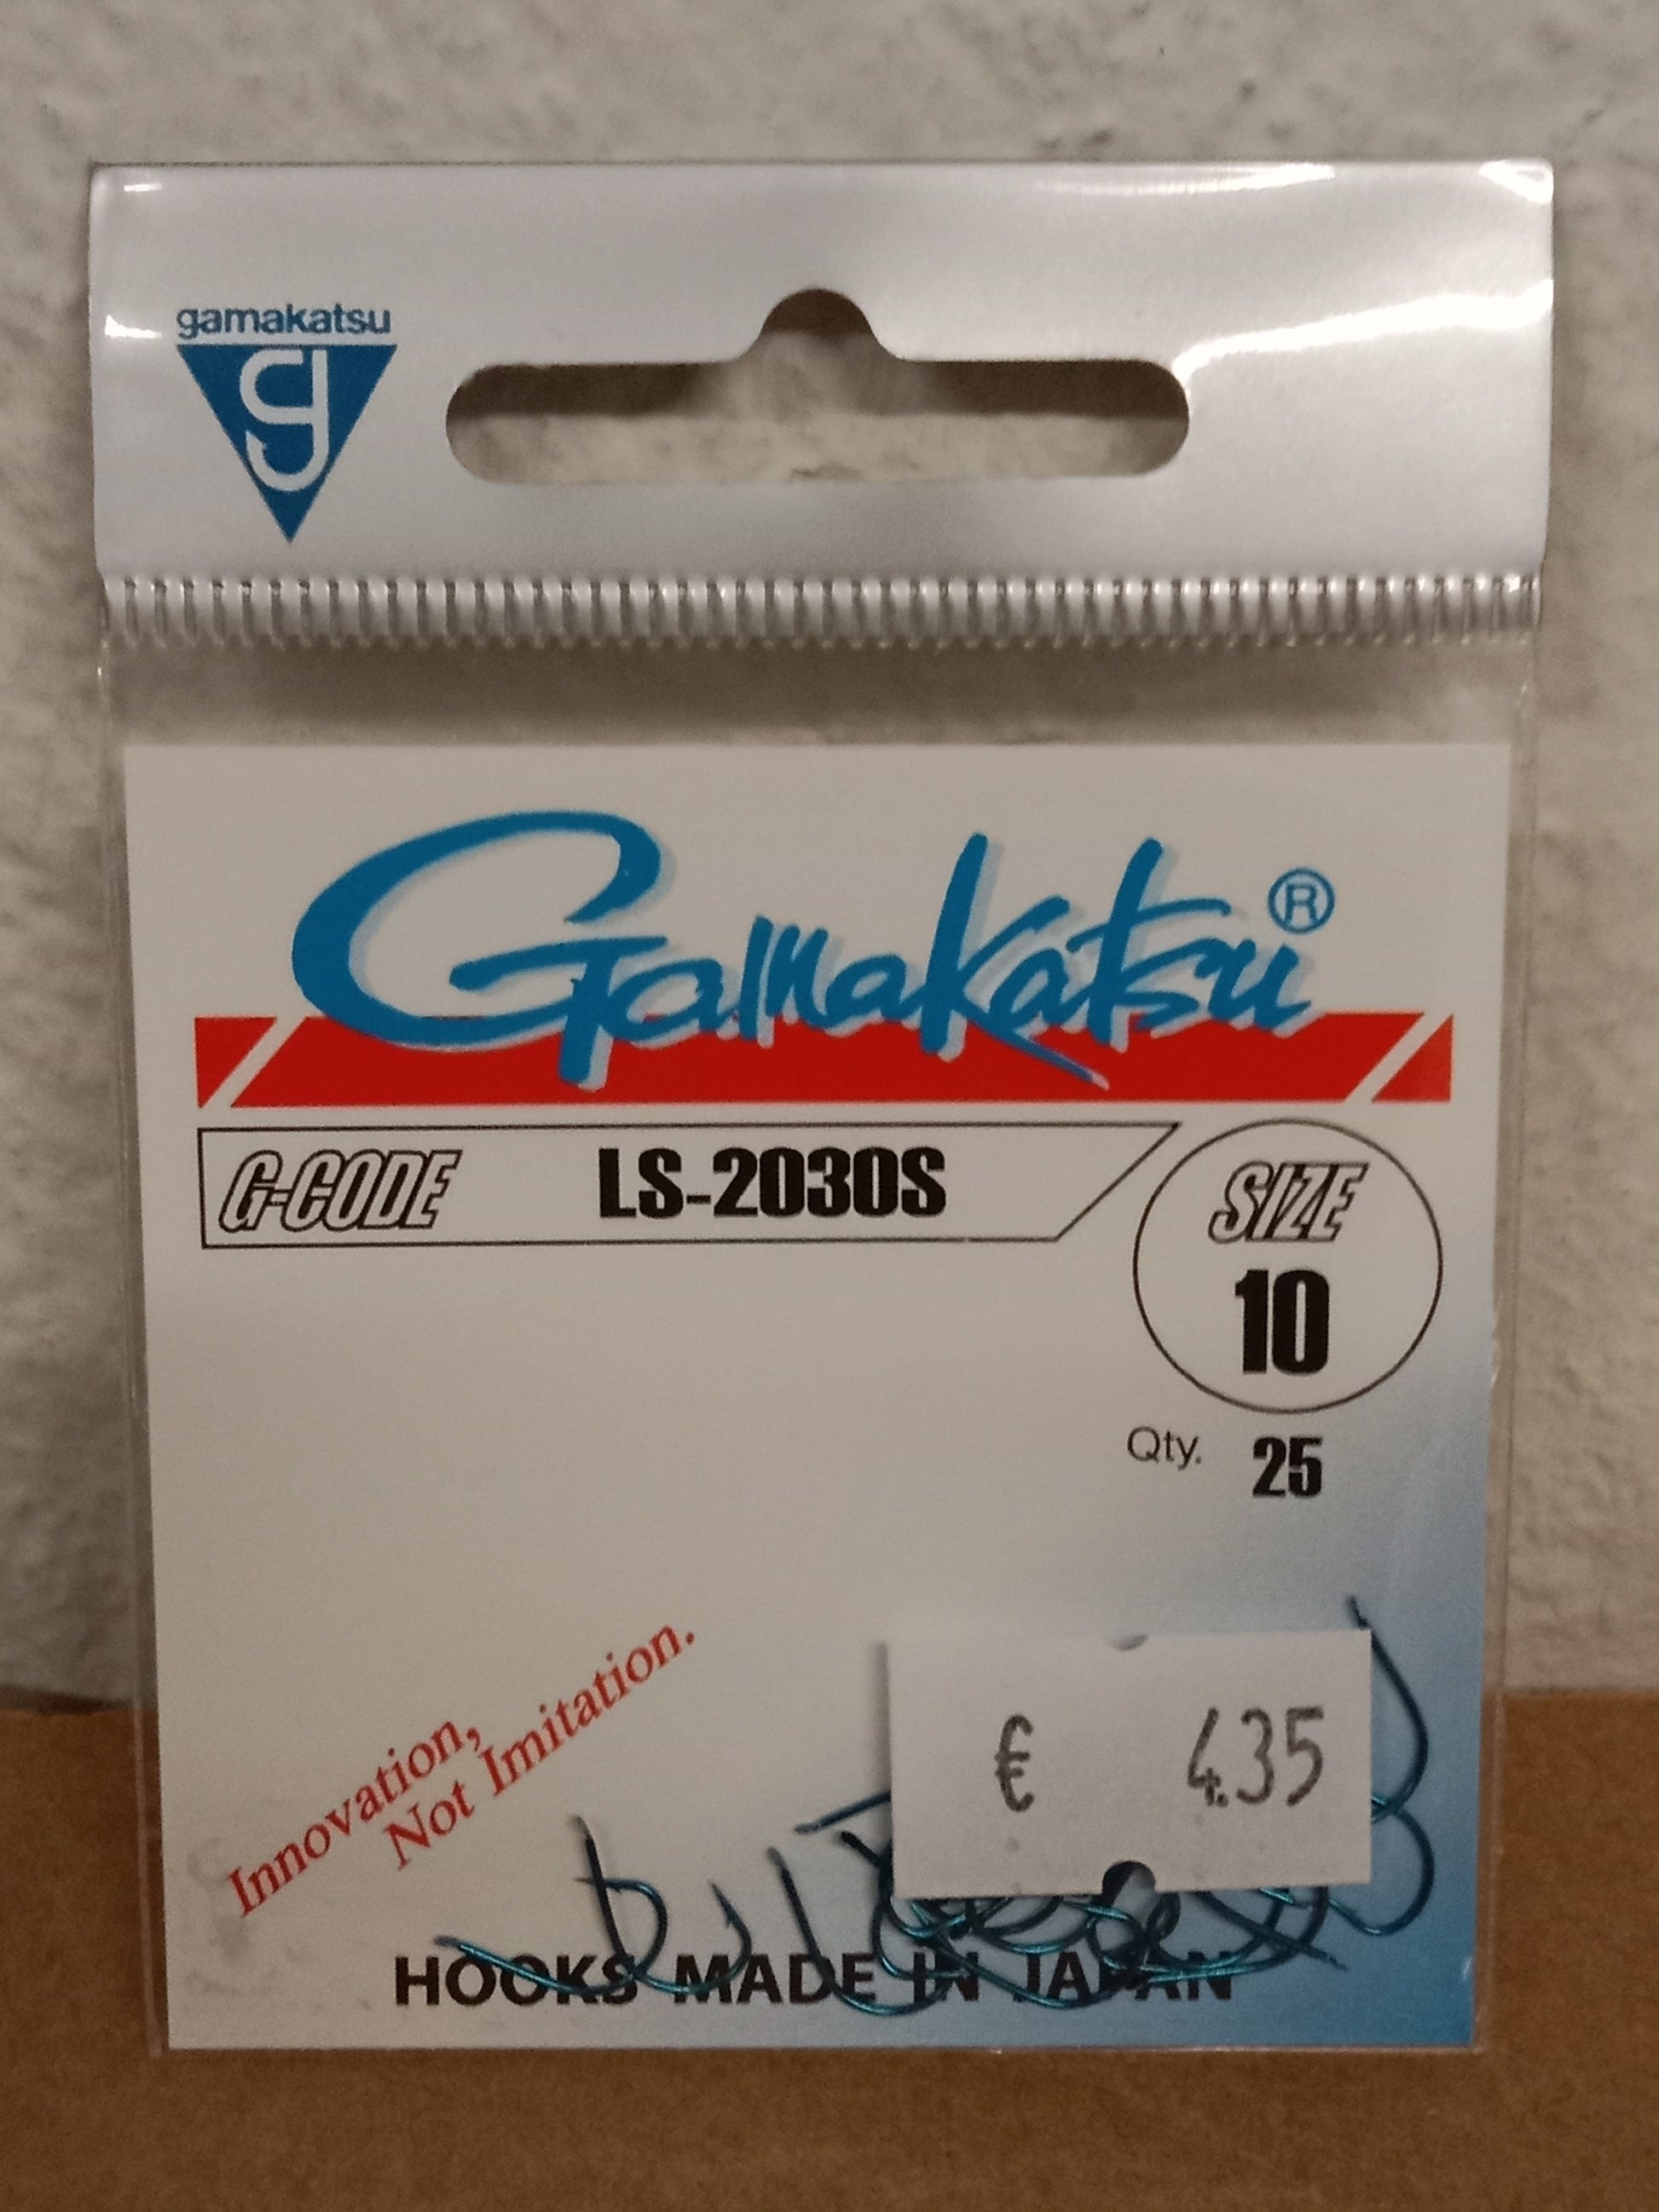 gamakatsu
g
Gamakatsu®
G-CODE LS-2030S
SIZE
10
Qty. 25
Innovation,
Not Imitation.
€ 4.35
HOOKS MADE IN JAPAN